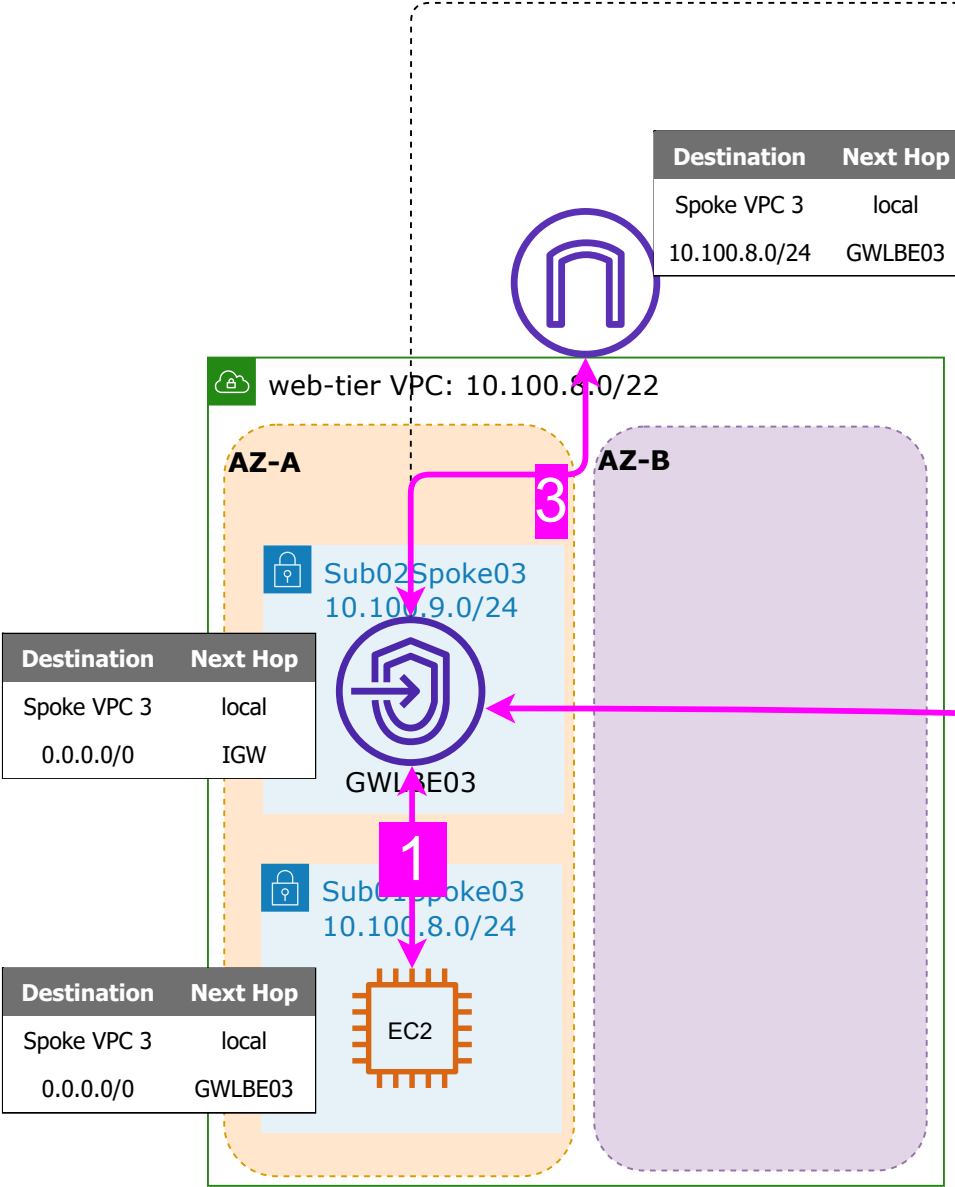 Destination Next Hop
Spoke VPC 3 local
10.100.8.0/24 GWLBE03
web-tier VPC: 10.100.8.0/22
AZ-A
AZ-B
3
Sub02Spoke03
10.100.9.0/24
Destination Next Hop
Spoke VPC 3 local
0.0.0.0/0 IGW
GWLBE03
1
Sub01Spoke03
10.100.8.0/24
Destination Next Hop
Spoke VPC 3 local
0.0.0.0/0 GWLBE03
EC2